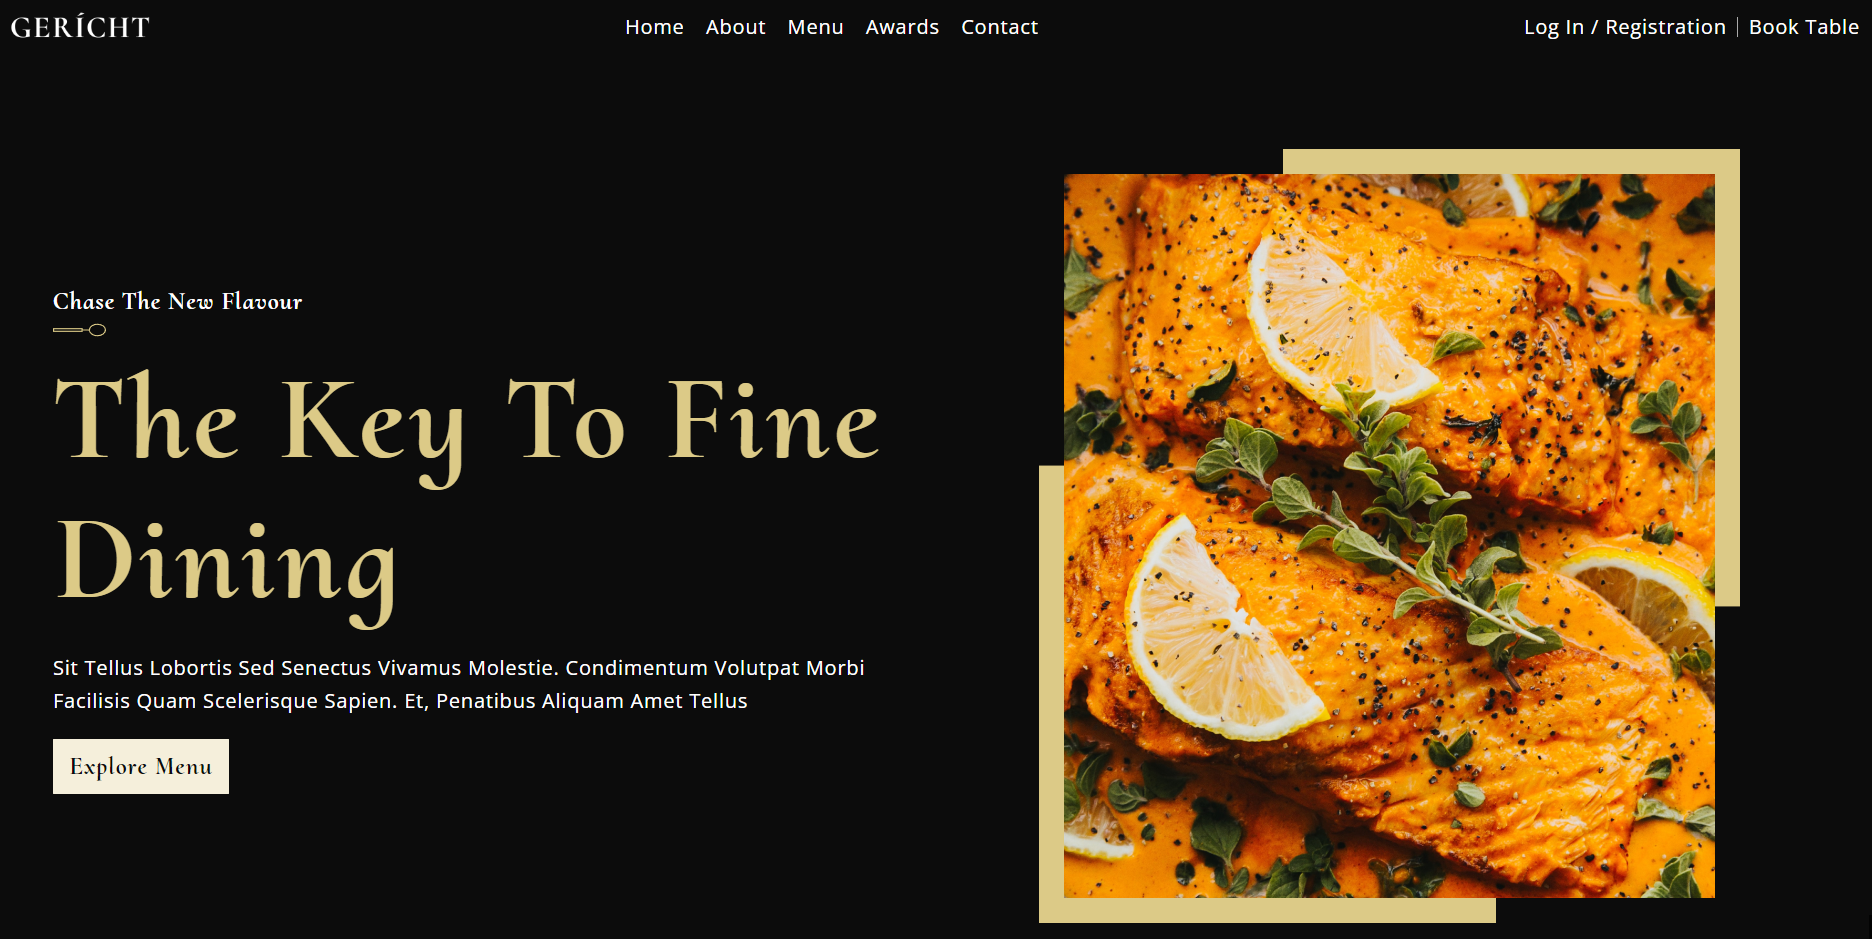 GERÍCHT
Home About Menu Awards Contact
Log In / Registration | Book Table
Chase The New Flavour
The Key To Fine
Dining
Sit Tellus Lobortis Sed Senectus Vivamus Molestie. Condimentum Volutpat Morbi
Facilisis Quam Scelerisque Sapien. Et, Penatibus Aliquam Amet Tellus
Explore Menu